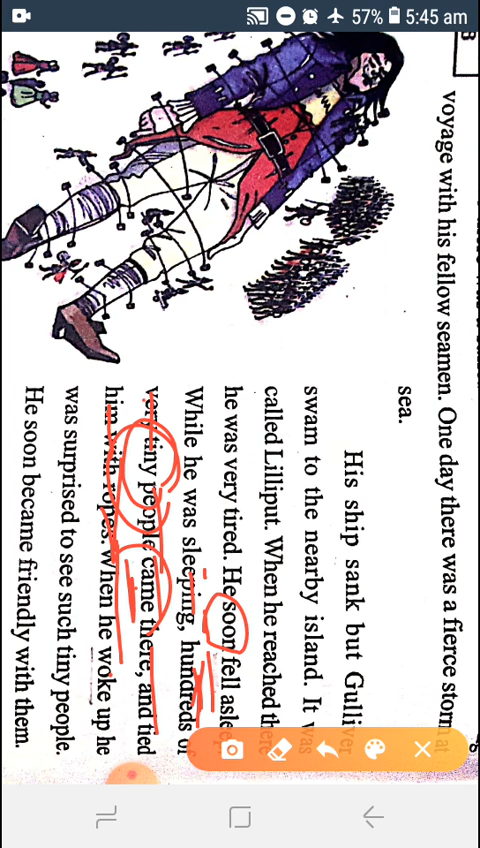 57% 5:45 am
voyage with his fellow seamen. One day there was a fierce storm at
sea.
His ship sank but Gulliver
swam to the nearby island. It was
called Lilliput. When he reached there
he was very tired. He soon fell asleep
While he was sleeping, hundreds of
very tiny people came there, and tied
him with ropes. When he woke up he
was surprised to see such tiny people.
He soon became friendly with them.